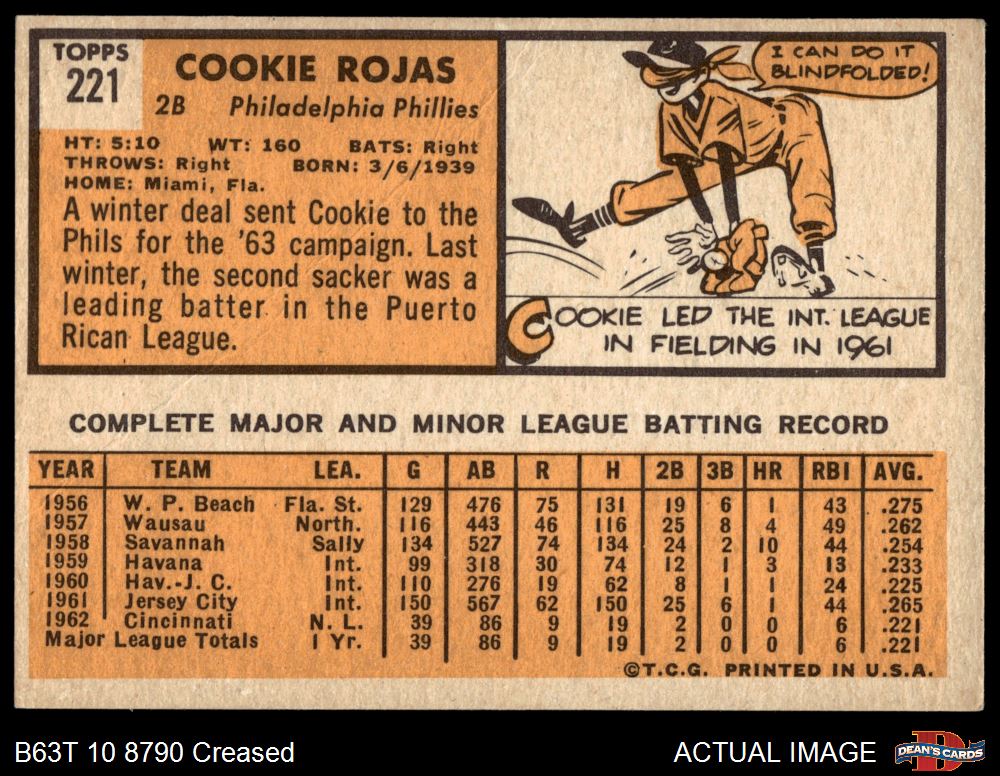 TOPPS
221
COOKIE ROJAS
2B Philadelphia Phillies
HT: 5:10 WT: 160 BATS: Right
THROWS: Right BORN: 3/6/1939
HOME: Miami, Fla.
A winter deal sent Cookie to the
Phils for the '63 campaign. Last
winter, the second sacker was a
leading batter in the Puerto
Rican League.
I CAN DO IT
BLINDFOLDED!
COOKIE LED THE INT. LEAGUE
IN FIELDING IN 1961
COMPLETE MAJOR AND MINOR LEAGUE BATTING RECORD
YEAR TEAM LEA. G AB R H 2B 3B HR RBI AVG.
1956 W. P. Beach Fla. St. 129 476 75 131 19 6 1 43 .275
1957 Wausau North. 116 443 46 116 25 8 4 49 .262
1958 Savannah Sally 134 527 74 134 24 2 10 44 .254
1959 Havana Int. 99 318 30 74 12 1 3 13 .233
1960 Hav.-J. C. Int. 110 276 19 62 8 1 1 24 .225
1961 Jersey City Int. 150 567 62 150 25 6 1 44 .265
1962 Cincinnati N. L. 39 86 9 19 2 0 0 6 .221
Major League Totals 1 Yr. 39 86 9 19 2 0 0 6 .221
©T.C.G. PRINTED IN U.S.A.
B63T 10 8790 Creased
ACTUAL IMAGE
D
DEAN'S CARDS